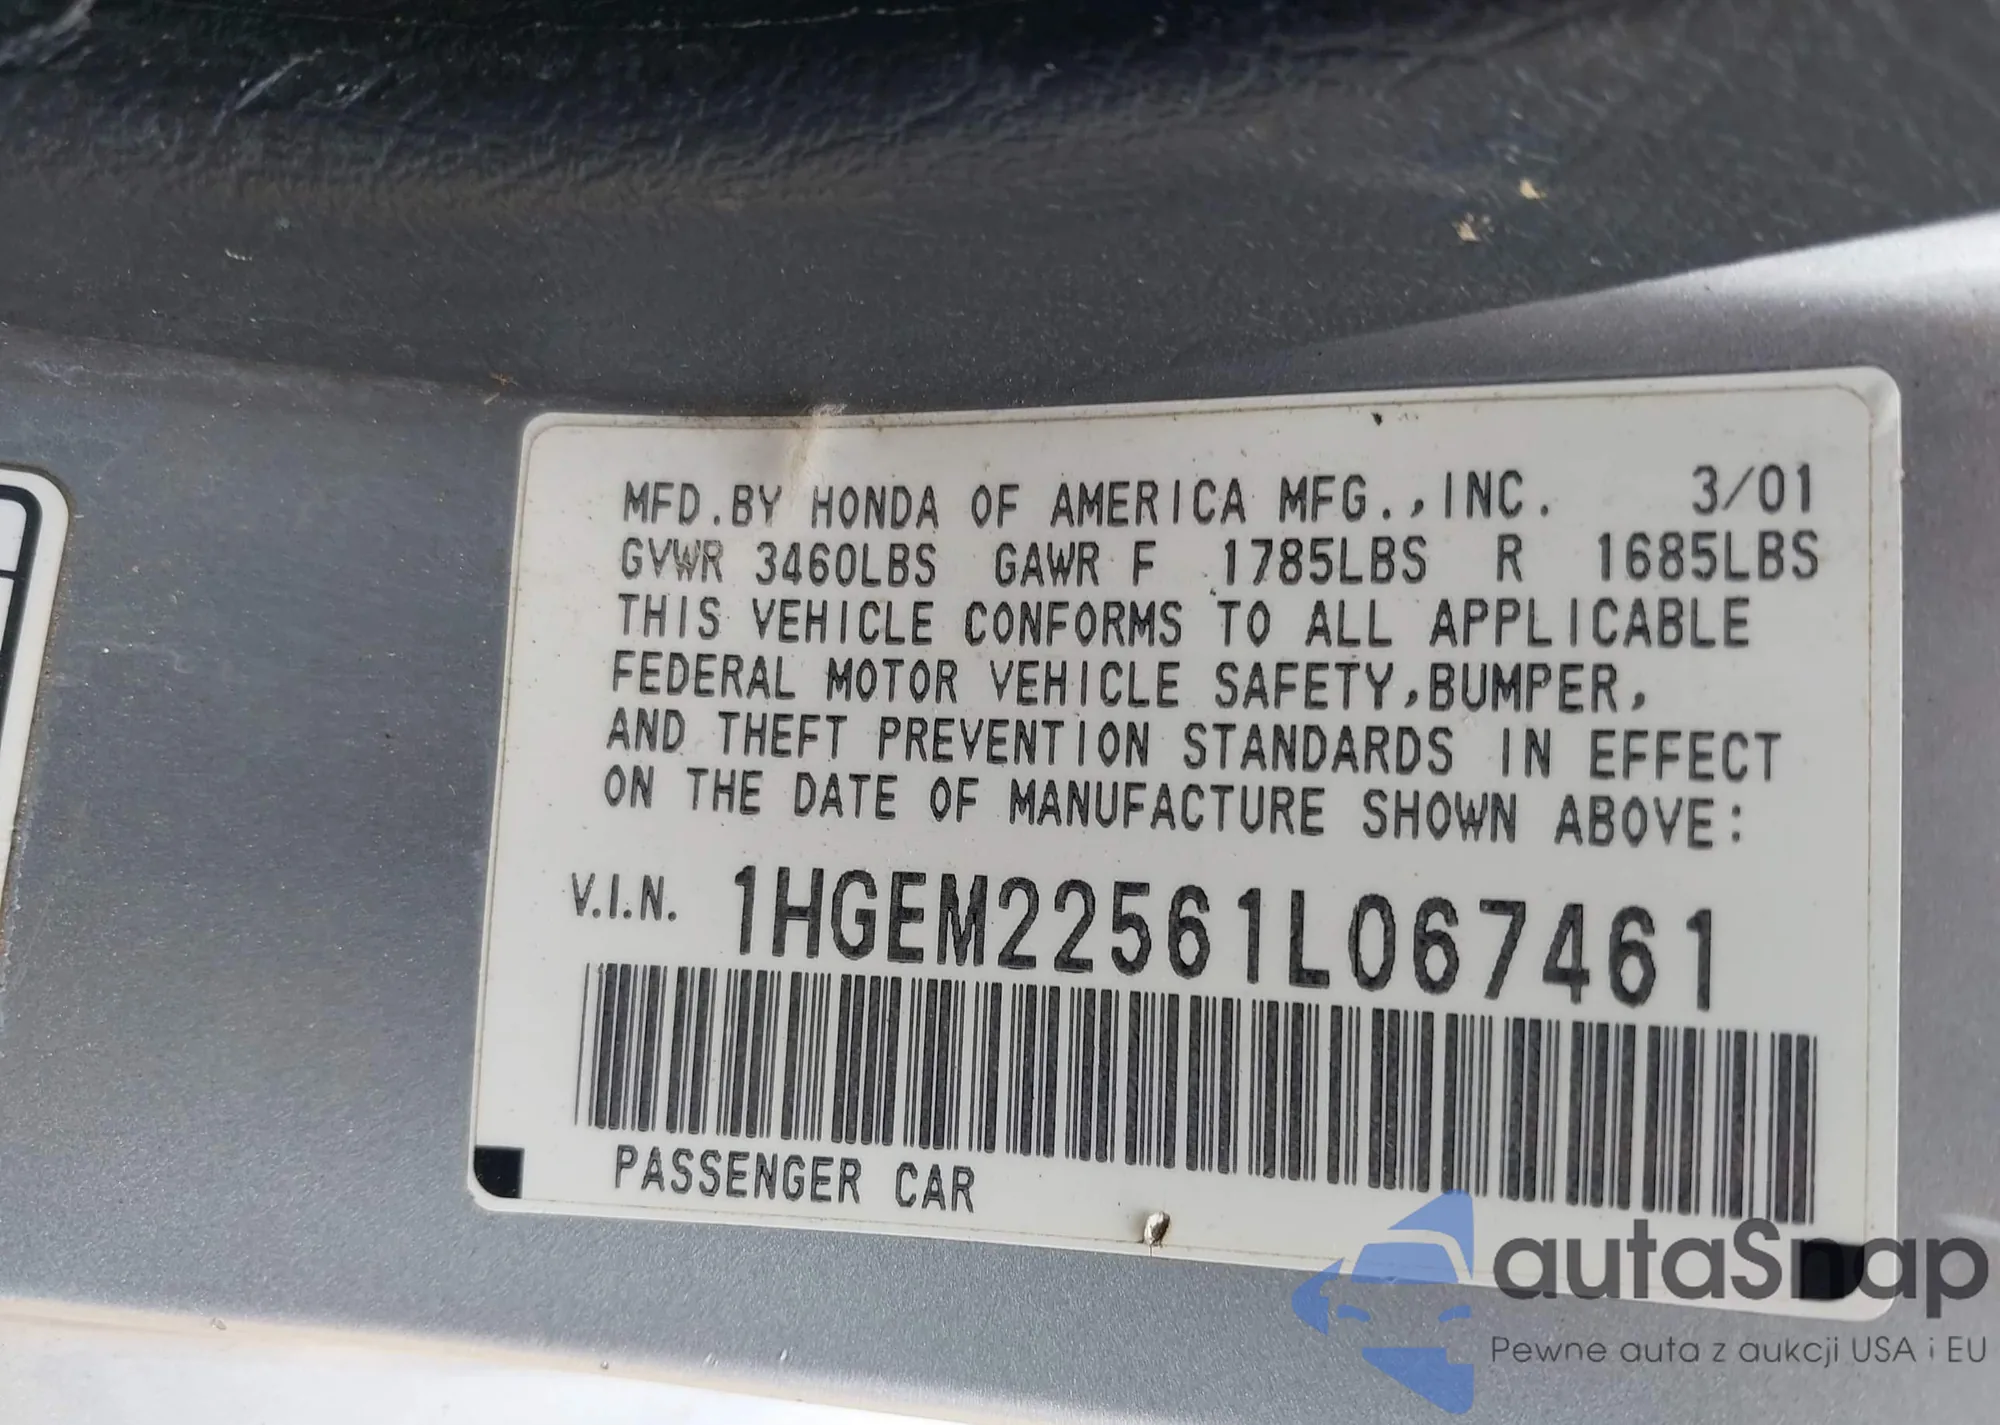 MFD.BY HONDA OF AMERICA MFG.,INC. 3/01
GVWR 3460LBS GAWR F 1785LBS R 1685LBS
THIS VEHICLE CONFORMS TO ALL APPLICABLE
FEDERAL MOTOR VEHICLE SAFETY,BUMPER,
AND THEFT PREVENTION STANDARDS IN EFFECT
ON THE DATE OF MANUFACTURE SHOWN ABOVE:
V.I.N. 1HGEM22561L067461
PASSENGER CAR
autaSnap
Pewne auta z aukcji USA i EU